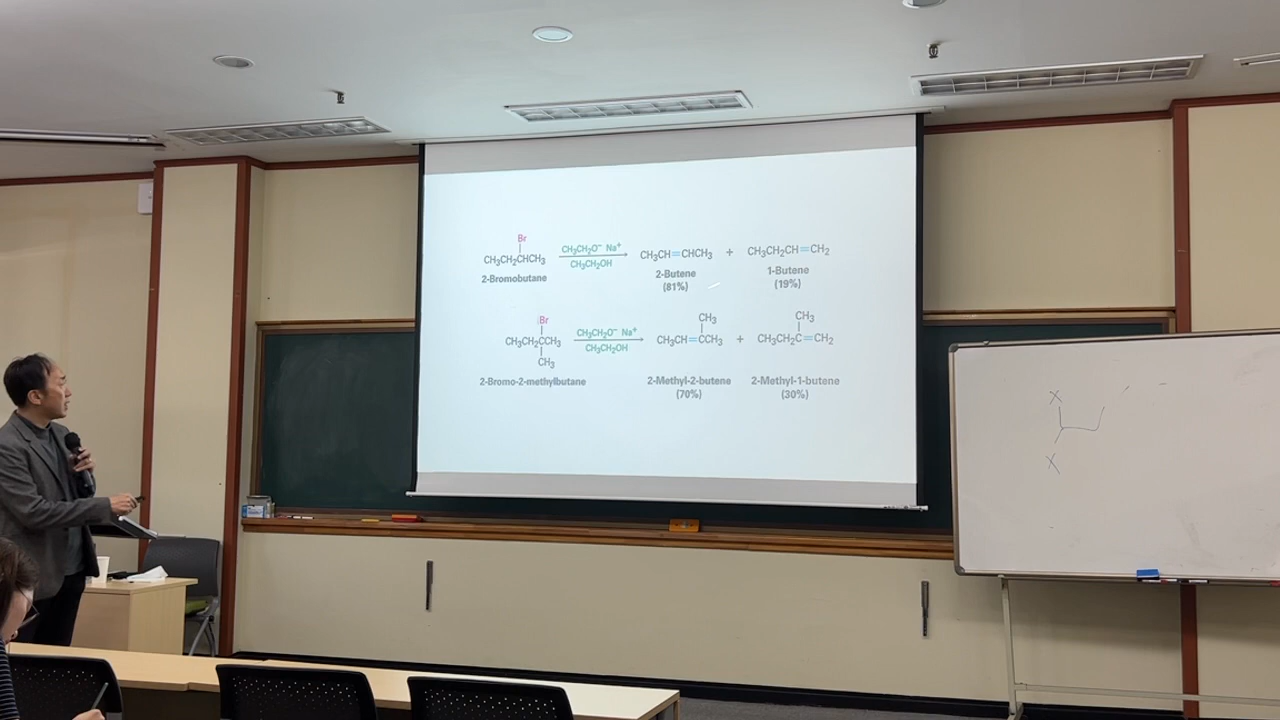 Br
CH₃CH₂CHCH₃
2-Bromobutane
CH₃CH₂O⁻ Na⁺
CH₃CH₂OH
CH₃CH=CHCH₃
2-Butene
(81%)
+
CH₃CH₂CH=CH₂
1-Butene
(19%)
Br
CH₃CH₂CCH₃
CH₃
2-Bromo-2-methylbutane
CH₃CH₂O⁻ Na⁺
CH₃CH₂OH
CH₃
CH₃CH=CCH₃
2-Methyl-2-butene
(70%)
+
CH₃
CH₃CH₂C=CH₂
2-Methyl-1-butene
(30%)
X
X